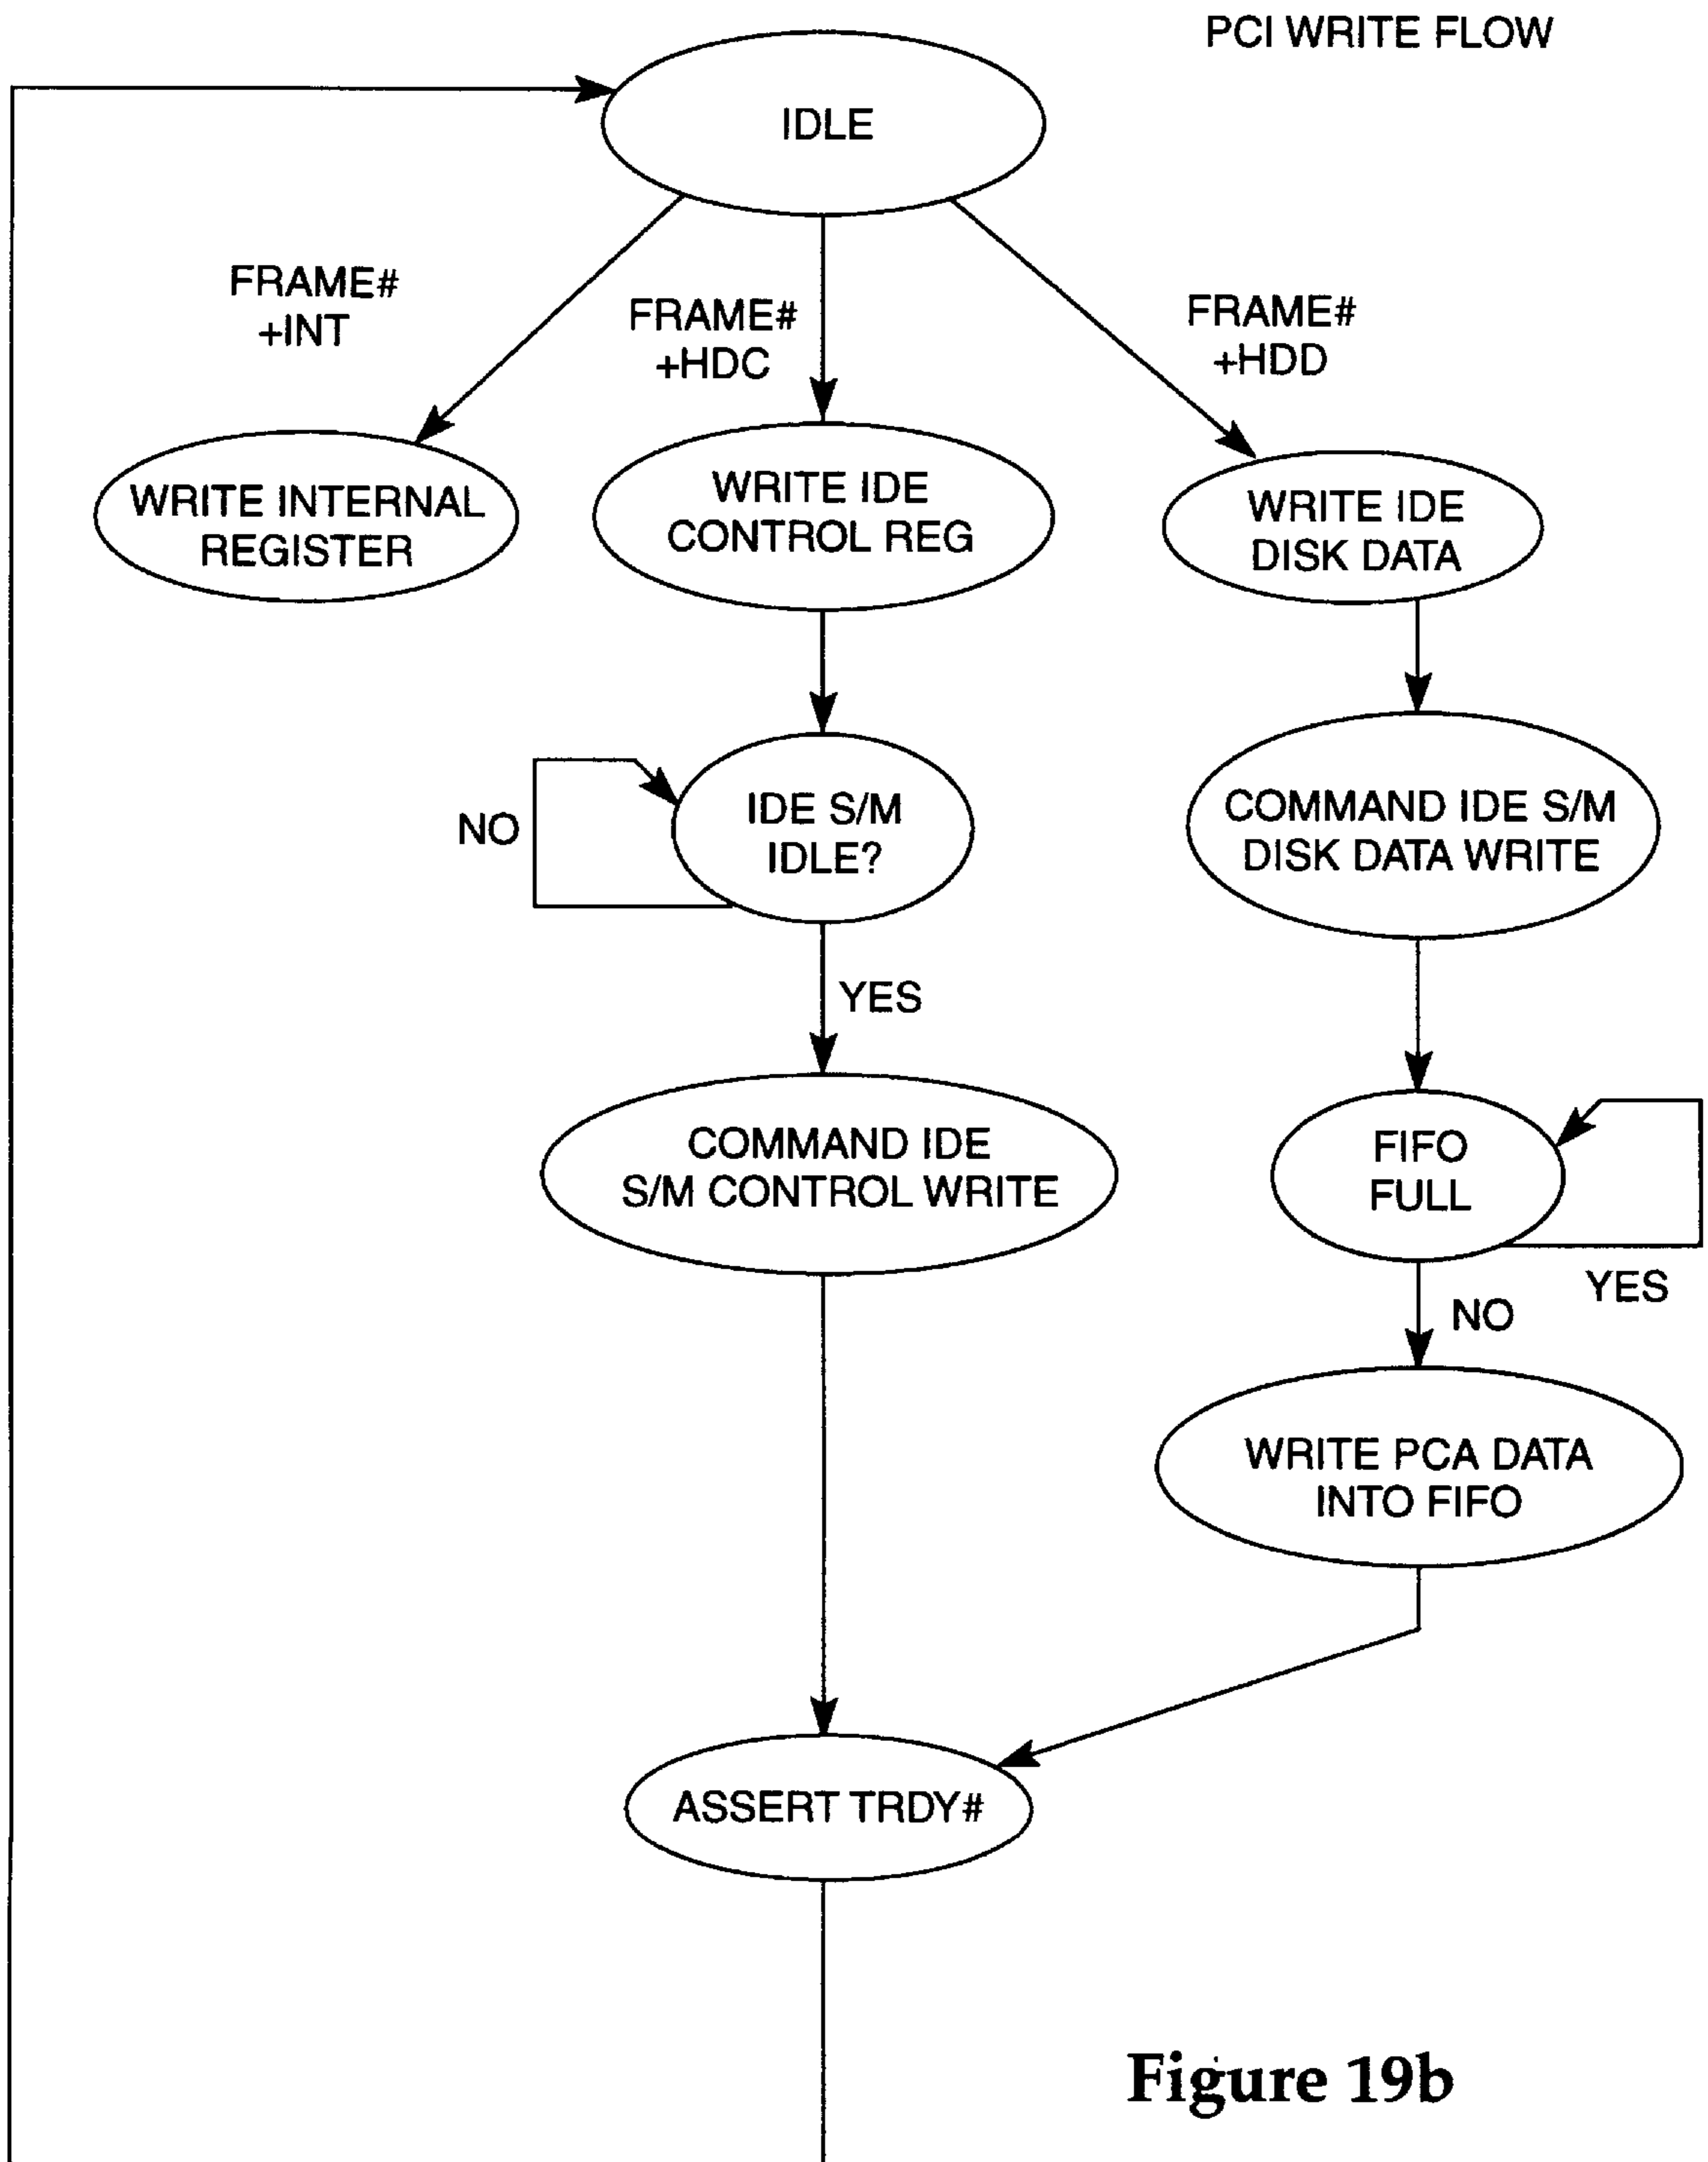 PCI WRITE FLOW
IDLE
FRAME#
+INT
FRAME#
+HDC
FRAME#
+HDD
WRITE INTERNAL
REGISTER
WRITE IDE
CONTROL REG
WRITE IDE
DISK DATA
NO
IDE S/M
IDLE?
COMMAND IDE S/M
DISK DATA WRITE
YES
COMMAND IDE
S/M CONTROL WRITE
FIFO
FULL
YES
NO
WRITE PCA DATA
INTO FIFO
ASSERT TRDY#
Figure 19b